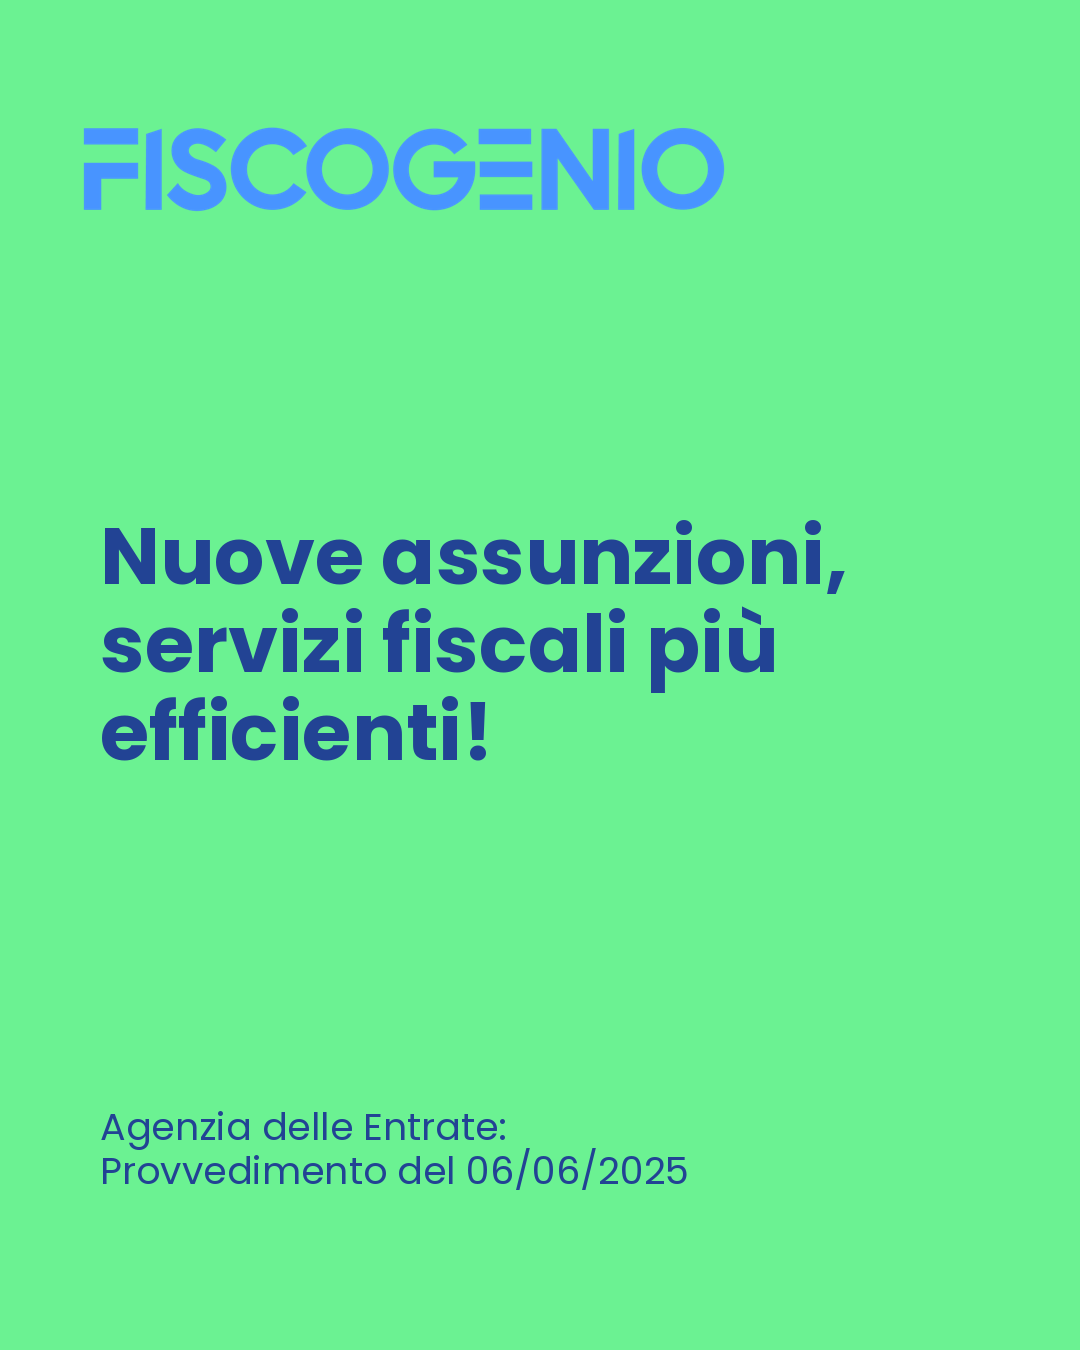 FISCOGENIO
Nuove assunzioni,
servizi fiscali più
efficienti!
Agenzia delle Entrate:
Provvedimento del 06/06/2025